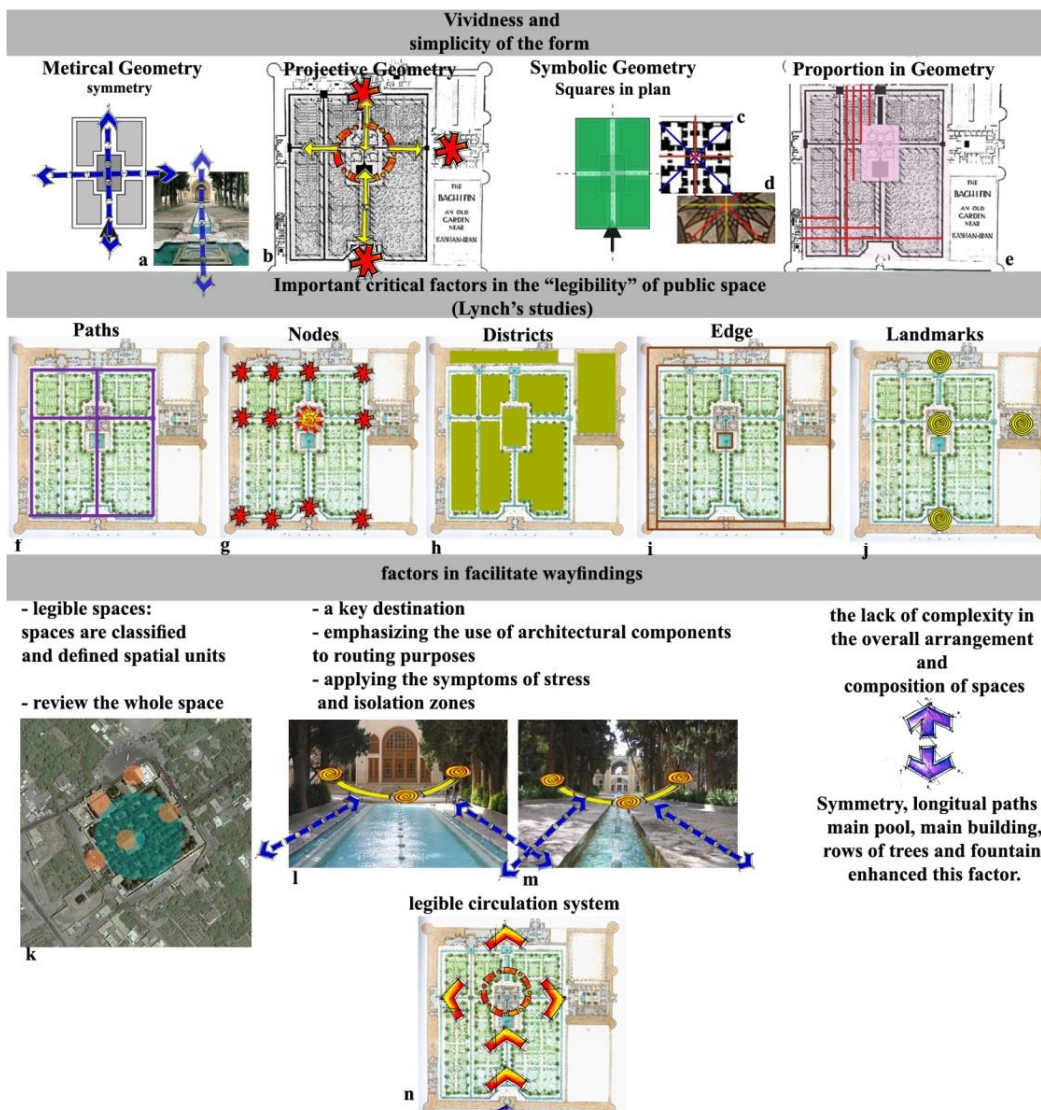 Vividness and
simplicity of the form
Metircal Geometry
symmetry
Projective Geometry
Symbolic Geometry
Squares in plan
Proportion in Geometry
a
b
c
d
e
THE
BAGH I FIN
AN OLD
GARDEN
NEAR
KASHAN-IRAN
THE
BAGH I FIN
AN OLD
GARDEN
NEAR
KASHAN-IRAN
Important critical factors in the “legibility” of public space
(Lynch’s studies)
Paths
Nodes
Districts
Edge
Landmarks
f
g
h
i
j
factors in facilitate wayfindings
- legible spaces:
spaces are classified
and defined spatial units
- review the whole space
- a key destination
- emphasizing the use of architectural components
to routing purposes
- applying the symptoms of stress
and isolation zones
the lack of complexity in
the overall arrangement
and
composition of spaces
Symmetry, longitual paths
main pool, main building,
rows of trees and fountain
enhanced this factor.
k
l
m
legible circulation system
n